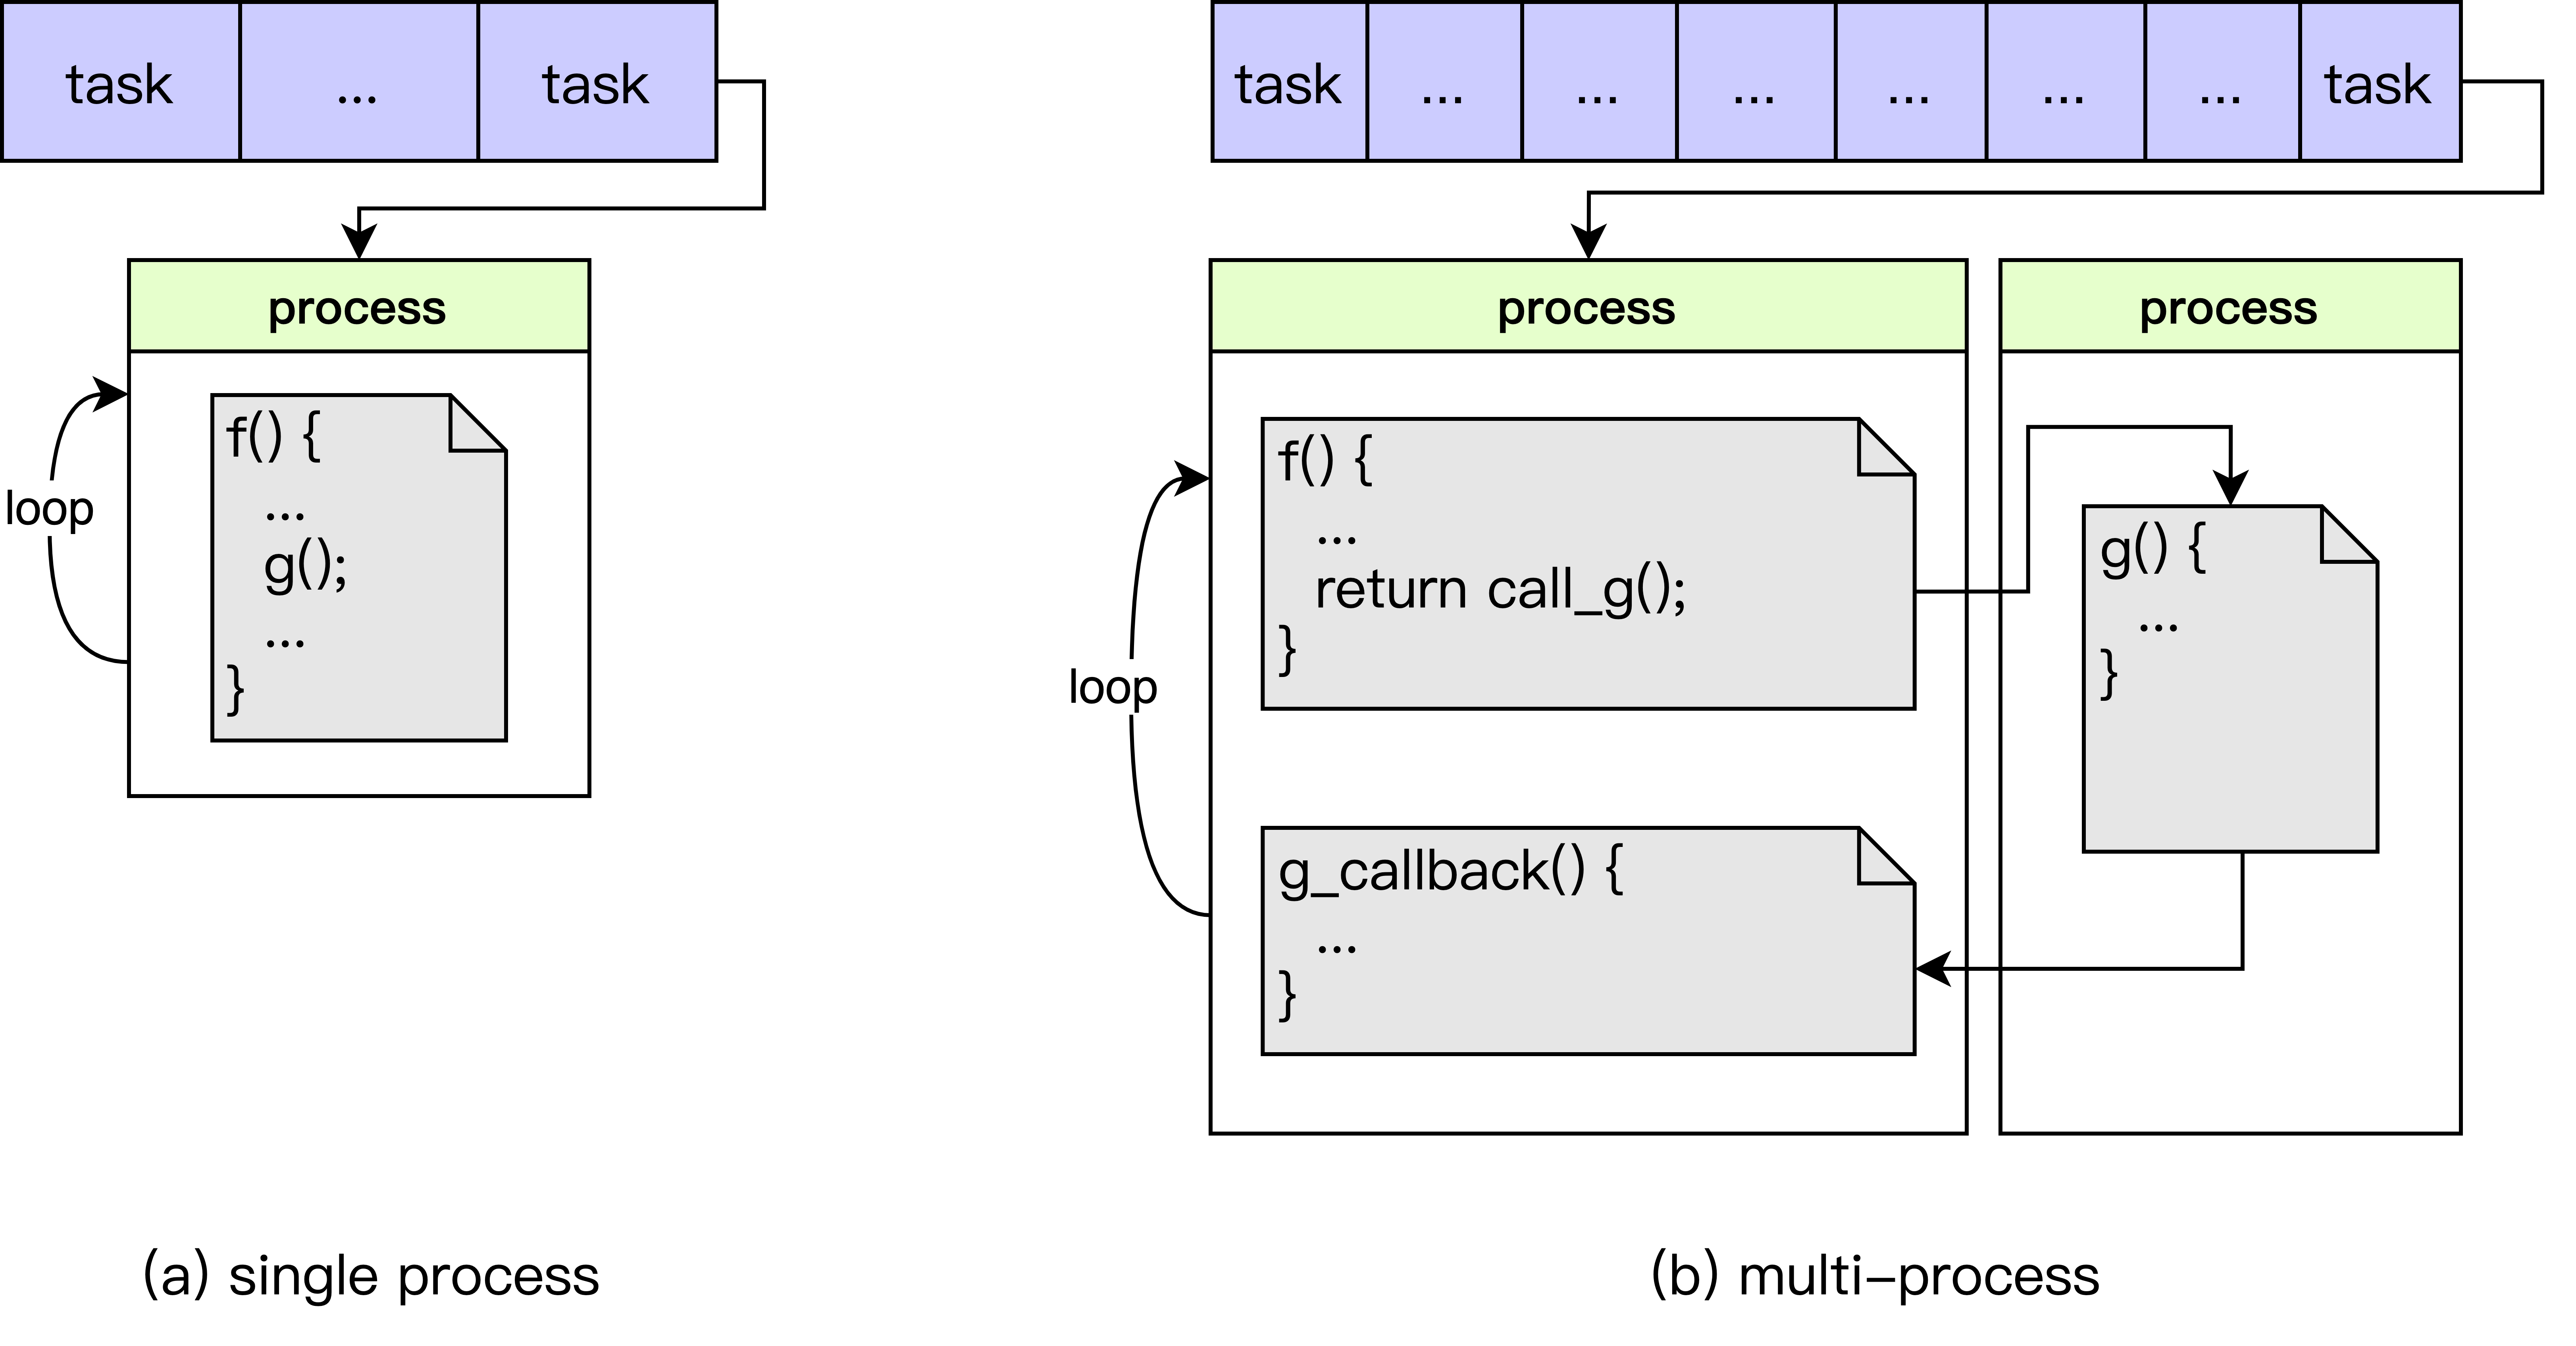 task ... task
process
f() {
...
g();
...
}
loop
(a) single process
task ... ... ... ... ... ... task
process
process
f() {
...
return call_g();
}
g() {
...
}
loop
g_callback() {
...
}
(b) multi–process